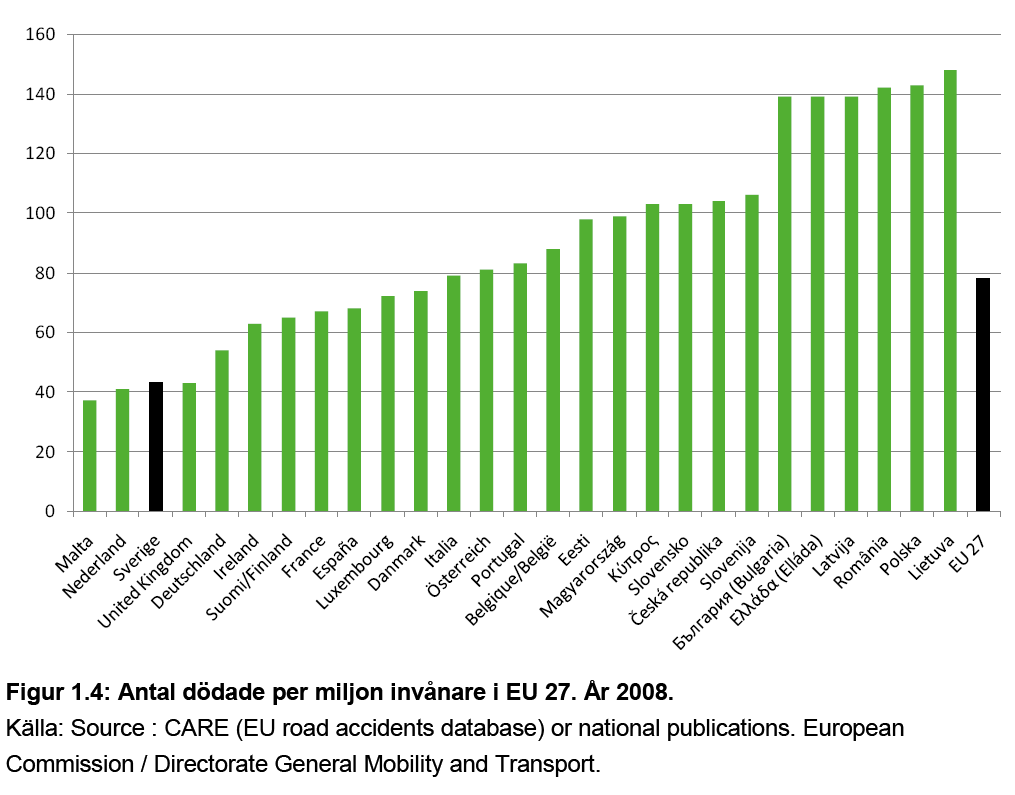 160
140
120
100
80
60
40
20
0
Malta
Nederland
Sverige
United Kingdom
Deutschland
Ireland
Suomi/Finland
France
España
Luxembourg
Danmark
Italia
Österreich
Portugal
Belgique/België
Eesti
Magyarország
Κύπρος
Slovensko
Česká republika
Slovenija
България (Bulgaria)
Ελλάδα (Elláda)
Latvija
România
Polska
Lietuva
EU 27
Figur 1.4: Antal dödade per miljon invånare i EU 27. År 2008.
Källa: Source : CARE (EU road accidents database) or national publications. European
Commission / Directorate General Mobility and Transport.